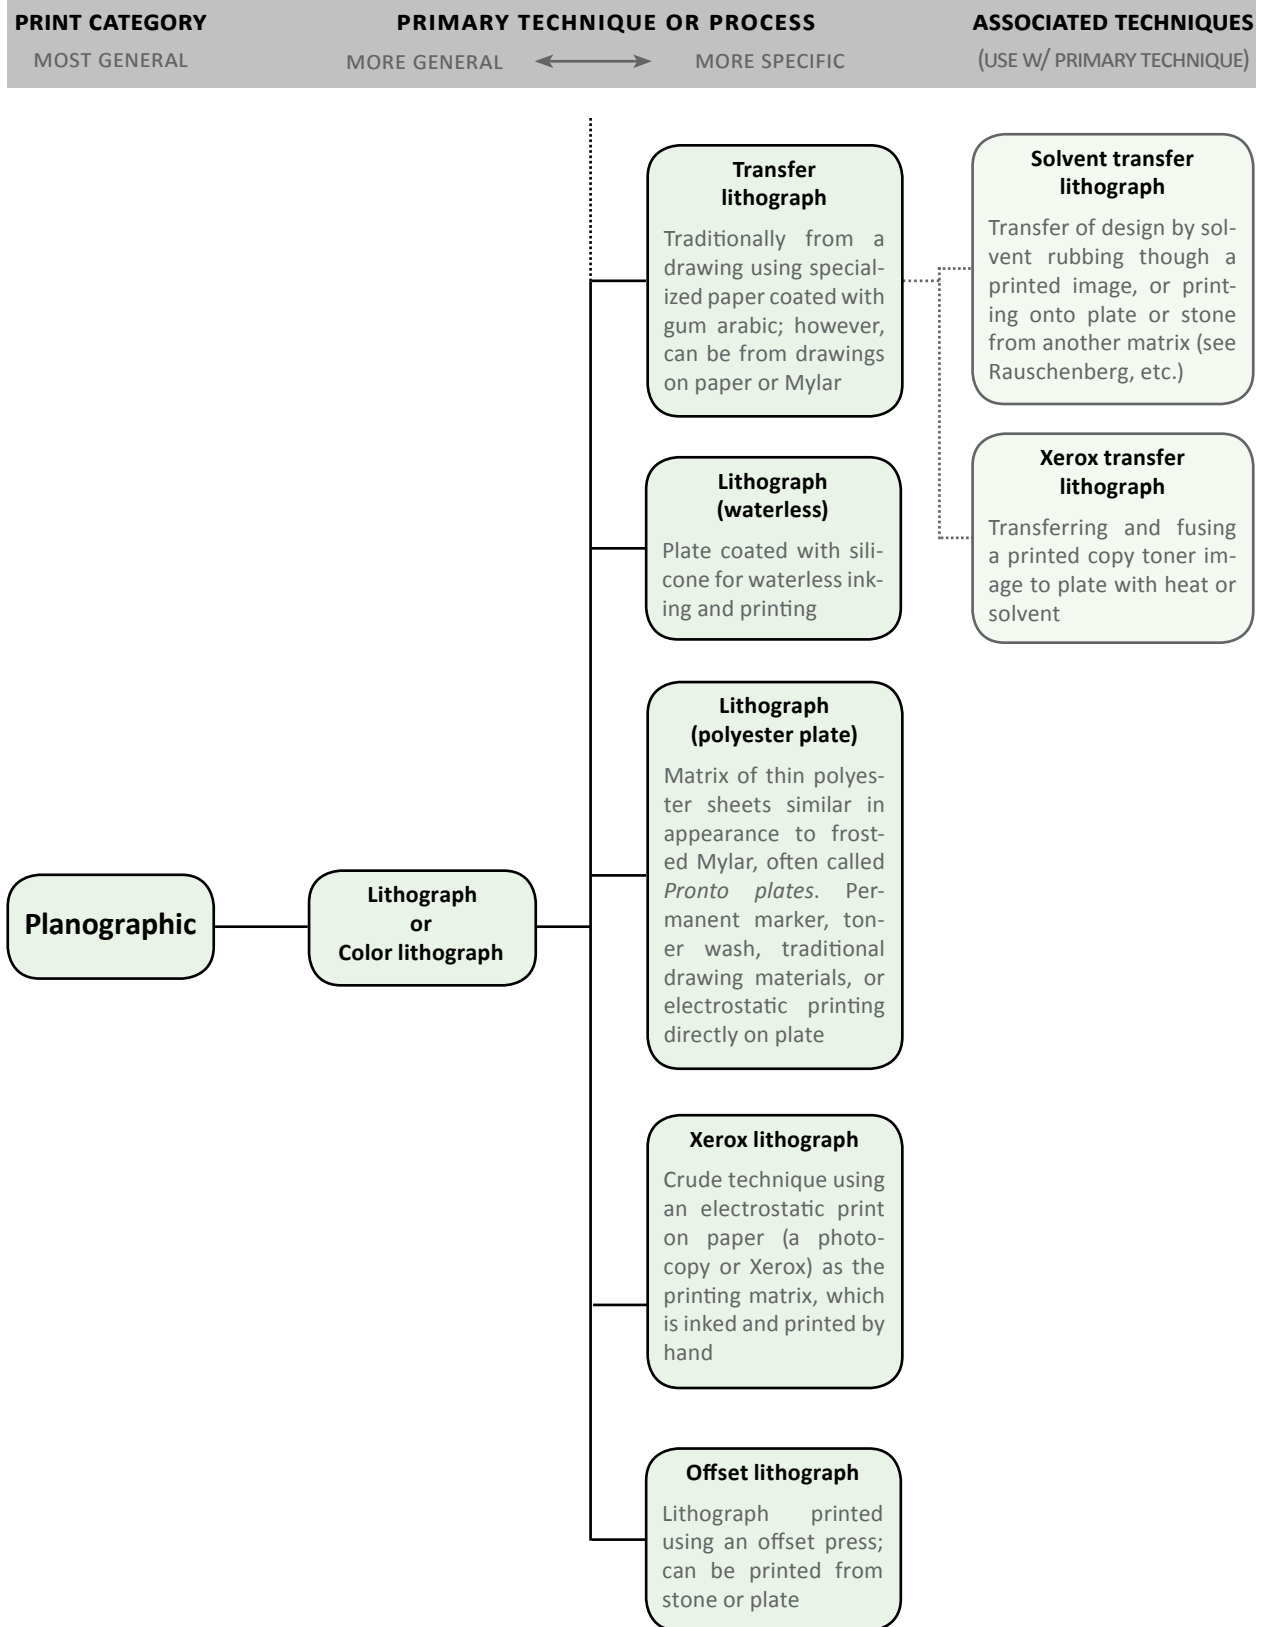 PRINT CATEGORY
MOST GENERAL
PRIMARY TECHNIQUE OR PROCESS
MORE GENERAL
MORE SPECIFIC
ASSOCIATED TECHNIQUES
(USE W/ PRIMARY TECHNIQUE)
Planographic
Lithograph
or
Color lithograph
Transfer
lithograph
Traditionally from a
drawing using special-
ized paper coated with
gum arabic; however,
can be from drawings
on paper or Mylar
Solvent transfer
lithograph
Transfer of design by sol-
vent rubbing though a
printed image, or print-
ing onto plate or stone
from another matrix (see
Rauschenberg, etc.)
Xerox transfer
lithograph
Transferring and fusing
a printed copy toner im-
age to plate with heat or
solvent
Lithograph
(waterless)
Plate coated with sili-
cone for waterless ink-
ing and printing
Lithograph
(polyester plate)
Matrix of thin polyes-
ter sheets similar in
appearance to frost-
ed Mylar, often called
Pronto plates. Per-
manent marker, ton-
er wash, traditional
drawing materials, or
electrostatic printing
directly on plate
Xerox lithograph
Crude technique using
an electrostatic print
on paper (a photo-
copy or Xerox) as the
printing matrix, which
is inked and printed by
hand
Offset lithograph
Lithograph printed
using an offset press;
can be printed from
stone or plate